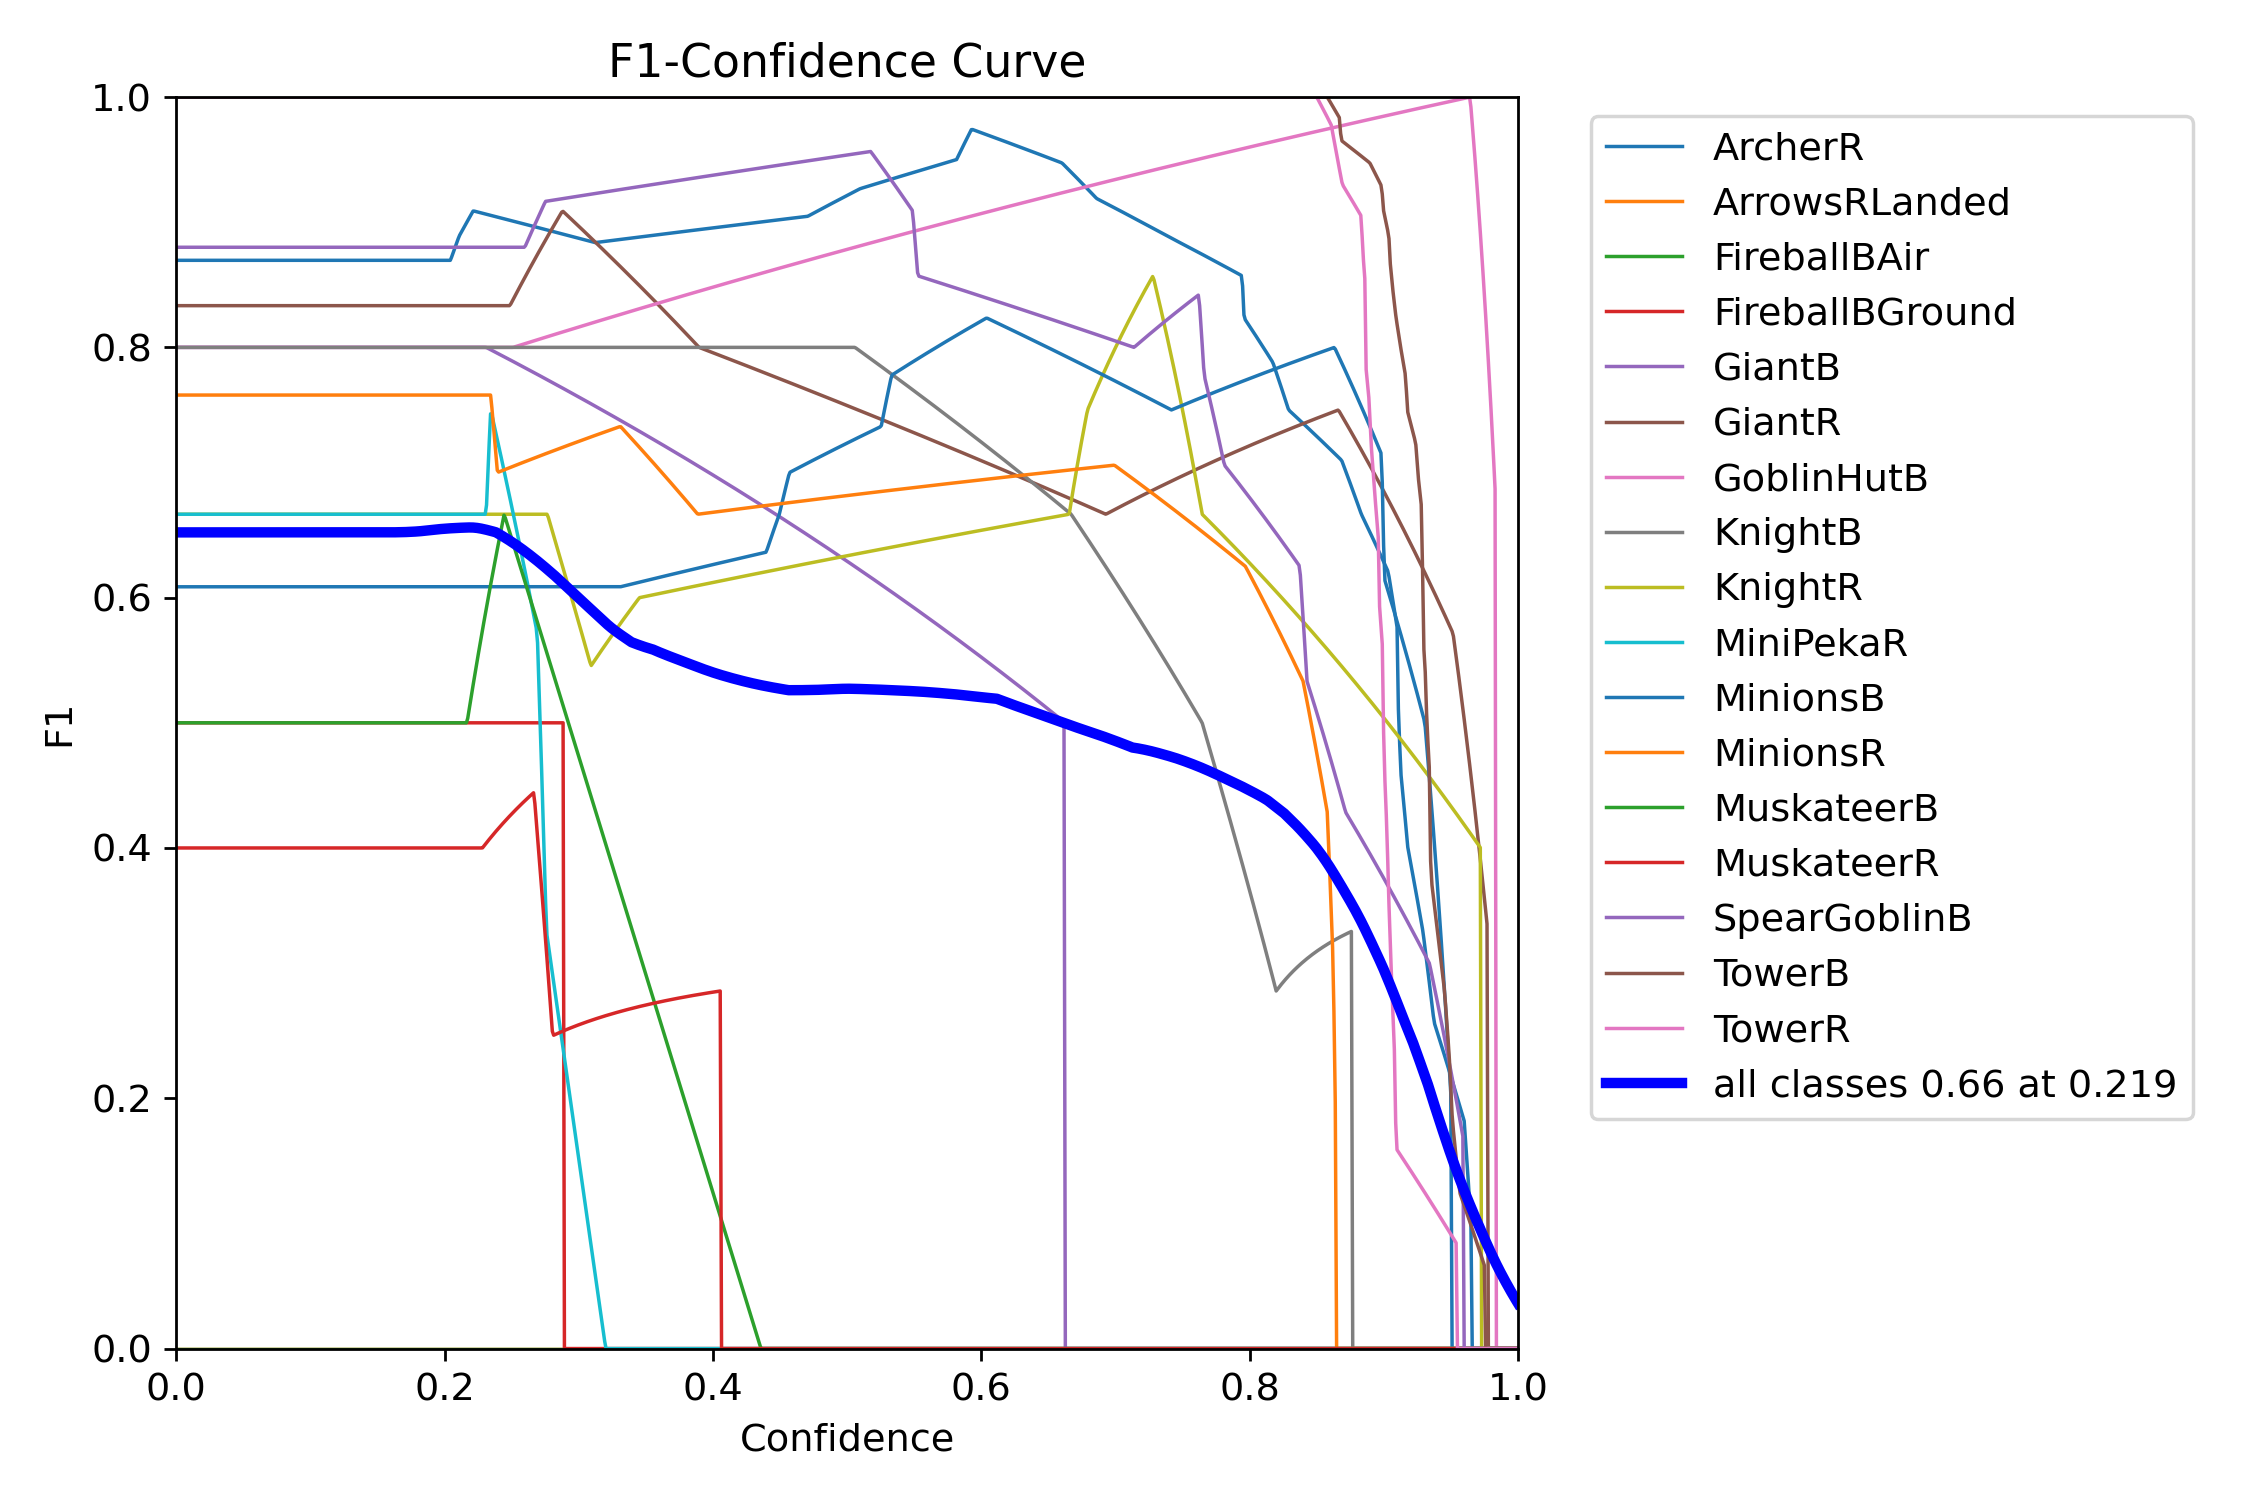 F1-Confidence Curve
1.0
0.8
0.6
0.4
0.2
0.0
F1
0.0 0.2 0.4 0.6 0.8 1.0
Confidence
ArcherR
ArrowsRLanded
FireballBAir
FireballBGround
GiantB
GiantR
GoblinHutB
KnightB
KnightR
MiniPekaR
MinionsB
MinionsR
MuskateerB
MuskateerR
SpearGoblinB
TowerB
TowerR
all classes 0.66 at 0.219